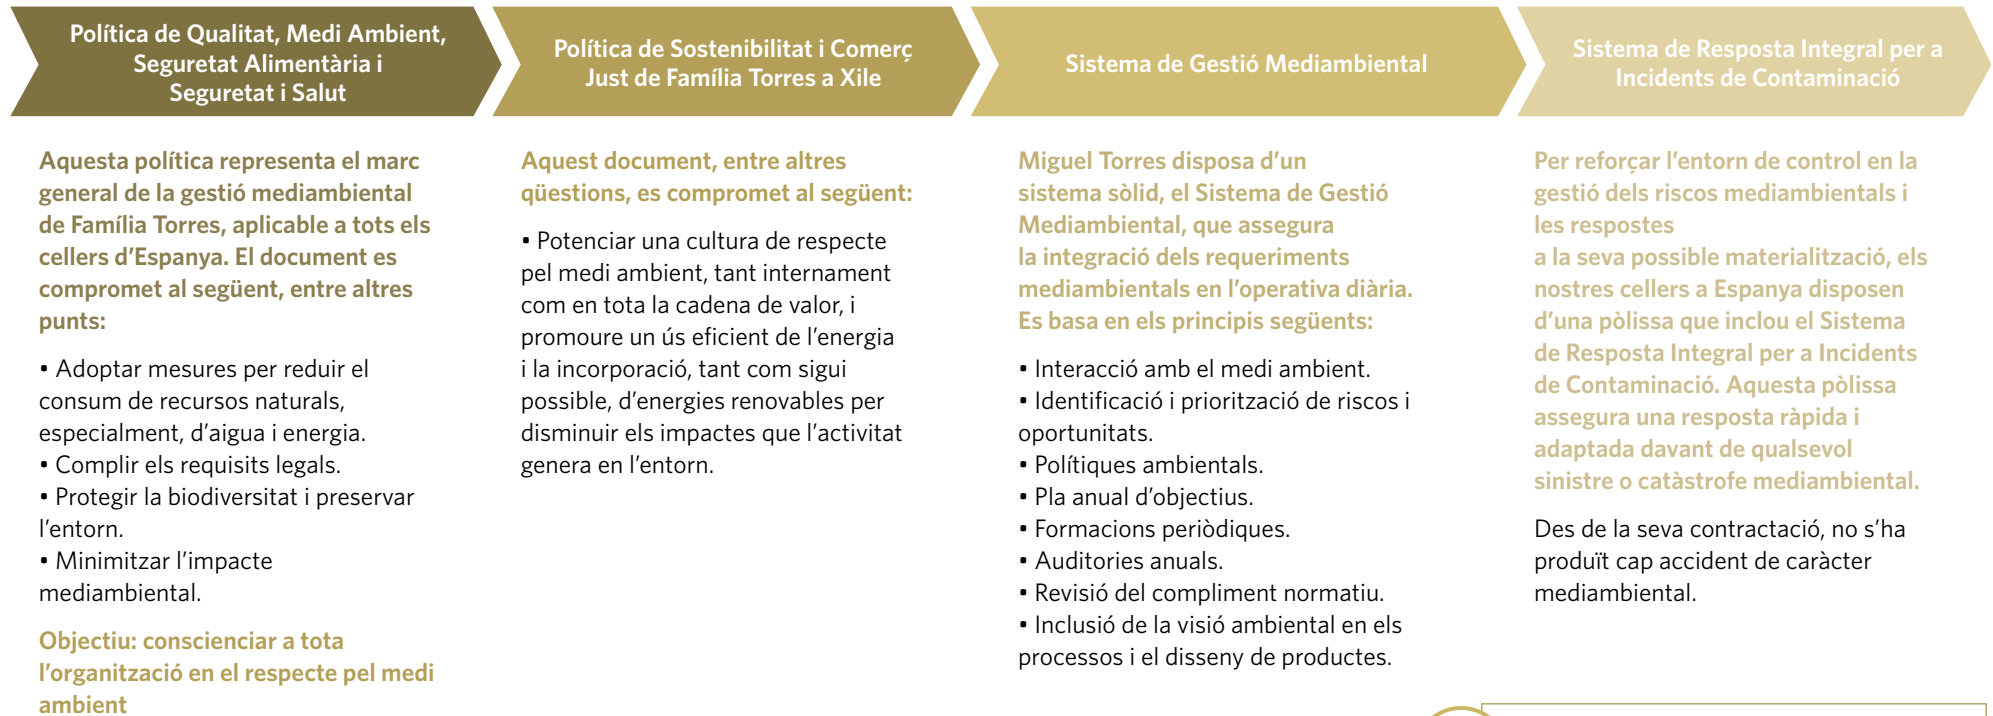 Política de Qualitat, Medi Ambient,
Seguretat Alimentària i
Seguretat i Salut
Aquesta política representa el marc
general de la gestió mediambiental
de Família Torres, aplicable a tots els
cellers d’Espanya. El document es
compromet al següent, entre altres
punts:
• Adoptar mesures per reduir el
consum de recursos naturals,
especialment, d’aigua i energia.
• Complir els requisits legals.
• Protegir la biodiversitat i preservar
l’entorn.
• Minimitzar l’impacte
mediambiental.
Objectiu: conscienciar a tota
l’organització en el respecte pel medi
ambient
Política de Sostenibilitat i Comerç
Just de Família Torres a Xile
Aquest document, entre altres
qüestions, es compromet al següent:
• Potenciar una cultura de respecte
pel medi ambient, tant internament
com en tota la cadena de valor, i
promoure un ús eficient de l’energia
i la incorporació, tant com sigui
possible, d’energies renovables per
disminuir els impactes que l’activitat
genera en l’entorn.
Sistema de Gestió Mediambiental
Miguel Torres disposa d’un
sistema sòlid, el Sistema de Gestió
Mediambiental, que assegura
la integració dels requeriments
mediambientals en l’operativa diària.
Es basa en els principis següents:
• Interacció amb el medi ambient.
• Identificació i priorització de riscos i
oportunitats.
• Polítiques ambientals.
• Pla anual d’objectius.
• Formacions periòdiques.
• Auditories anuals.
• Revisió del compliment normatiu.
• Inclusió de la visió ambiental en els
processos i el disseny de productes.
Sistema de Resposta Integral per a
Incidents de Contaminació
Per reforçar l’entorn de control en la
gestió dels riscos mediambientals i
les respostes
a la seva possible materialització, els
nostres cellers a Espanya disposen
d’una pòlissa que inclou el Sistema
de Resposta Integral per a Incidents
de Contaminació. Aquesta pòlissa
assegura una resposta ràpida i
adaptada davant de qualsevol
sinistre o catàstrofe mediambiental.
Des de la seva contractació, no s’ha
produït cap accident de caràcter
mediambiental.